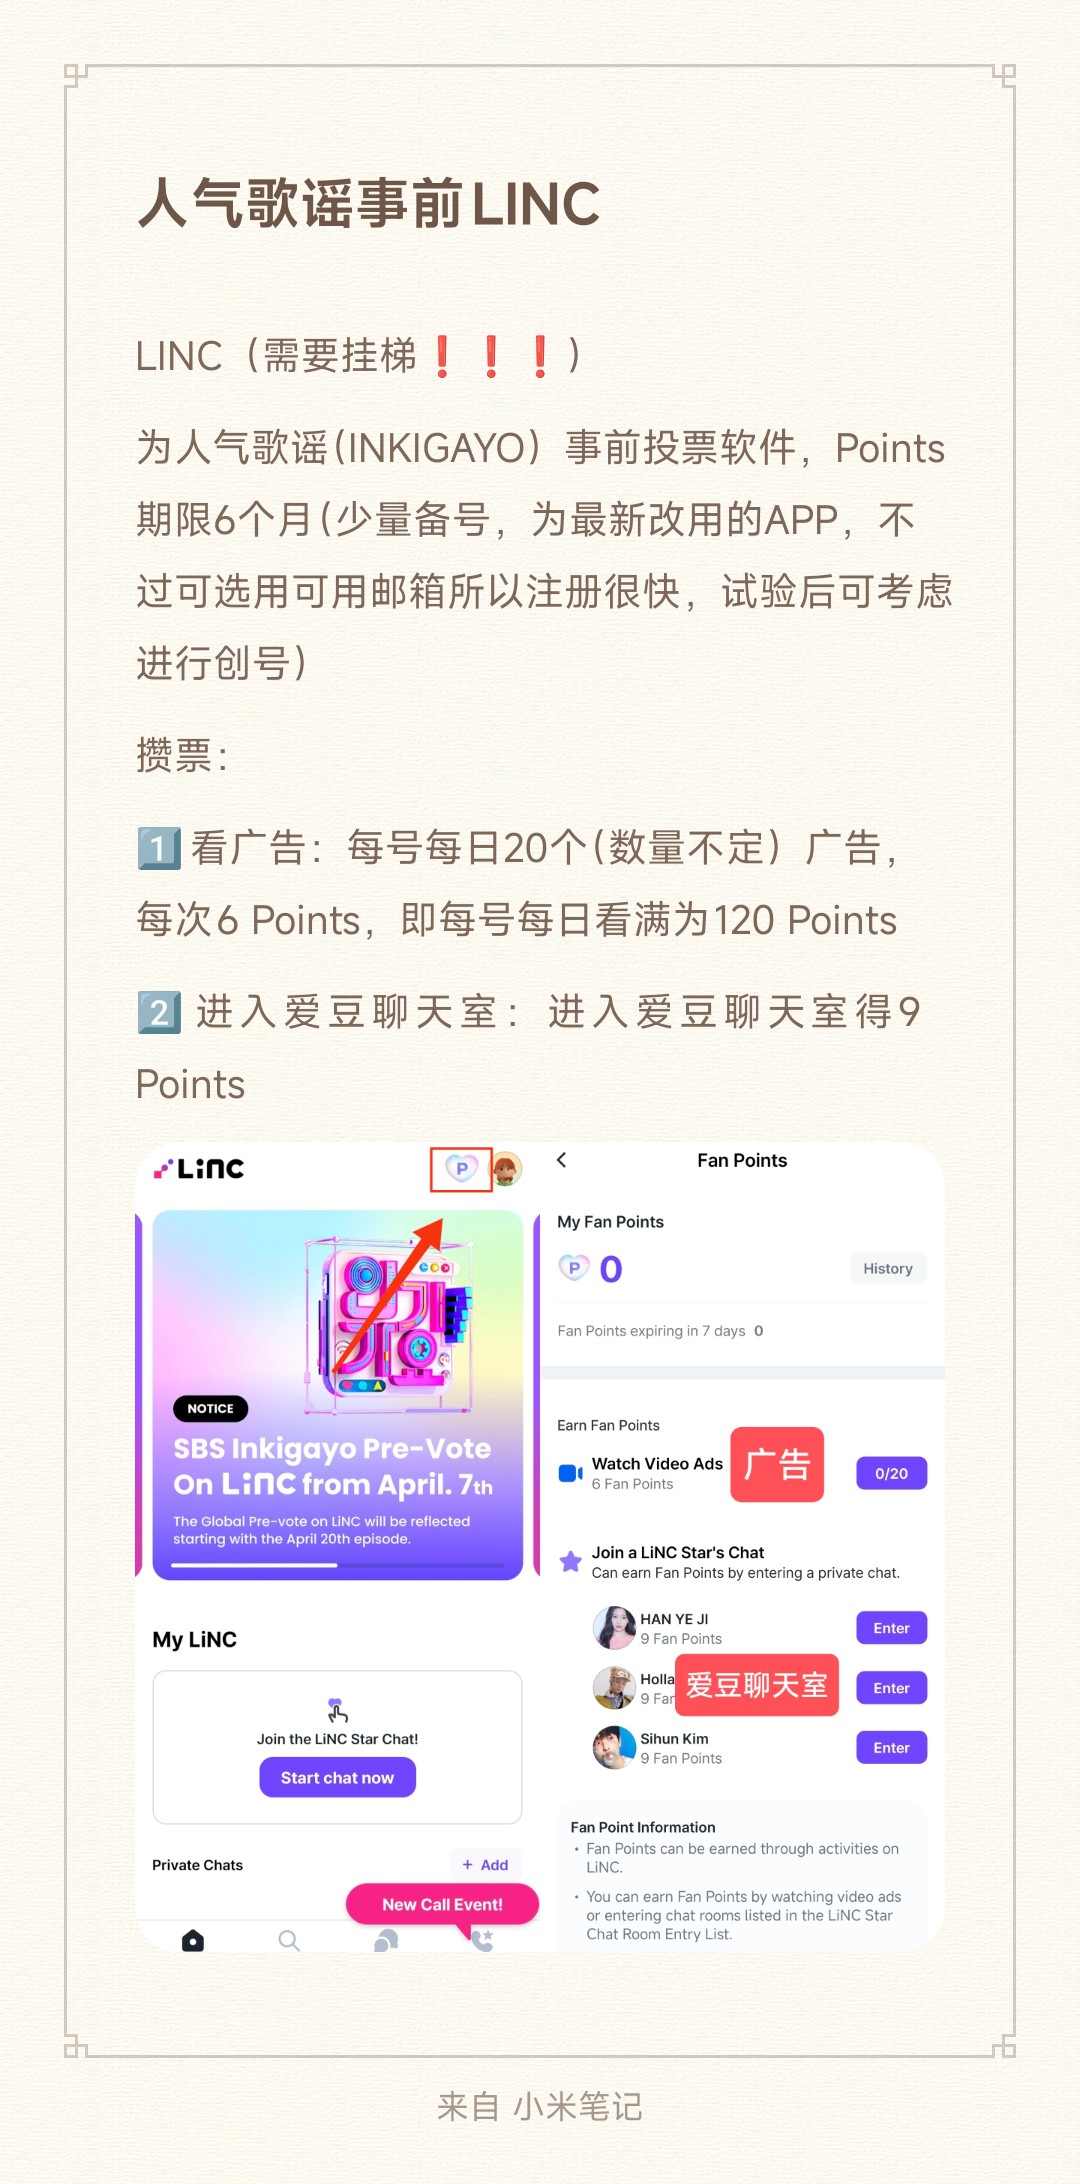 人气歌谣事前LINC
LINC（需要挂梯❗❗❗）
为人气歌谣(INKIGAYO）事前投票软件，Points
期限6个月(少量备号，为最新改用的APP，不
过可选用可用邮箱所以注册很快，试验后可考虑
进行创号)
攒票：
1️⃣看广告：每号每日20个(数量不定）广告，
每次6 Points，即每号每日看满为120 Points
2️⃣ 进入爱豆聊天室：进入爱豆聊天室得9
Points
LiNC
P
NOTICE
SBS Inkigayo Pre-Vote
On LiNC from April. 7th
The Global Pre-vote on LiNC will be reflected
starting with the April 20th episode.
My LiNC
Join the LiNC Star Chat!
Start chat now
Private Chats
+ Add
New Call Event!
Fan Points
My Fan Points
P 0
History
Fan Points expiring in 7 days 0
Earn Fan Points
Watch Video Ads
6 Fan Points
广告
0/20
Join a LiNC Star's Chat
Can earn Fan Points by entering a private chat.
HAN YE JI
9 Fan Points
Enter
Holla
9 Fan
爱豆聊天室
Enter
Sihun Kim
9 Fan Points
Enter
Fan Point Information
• Fan Points can be earned through activities on
LiNC.
• You can earn Fan Points by watching video ads
or entering chat rooms listed in the LiNC Star
Chat Room Entry List.
来自 小米笔记